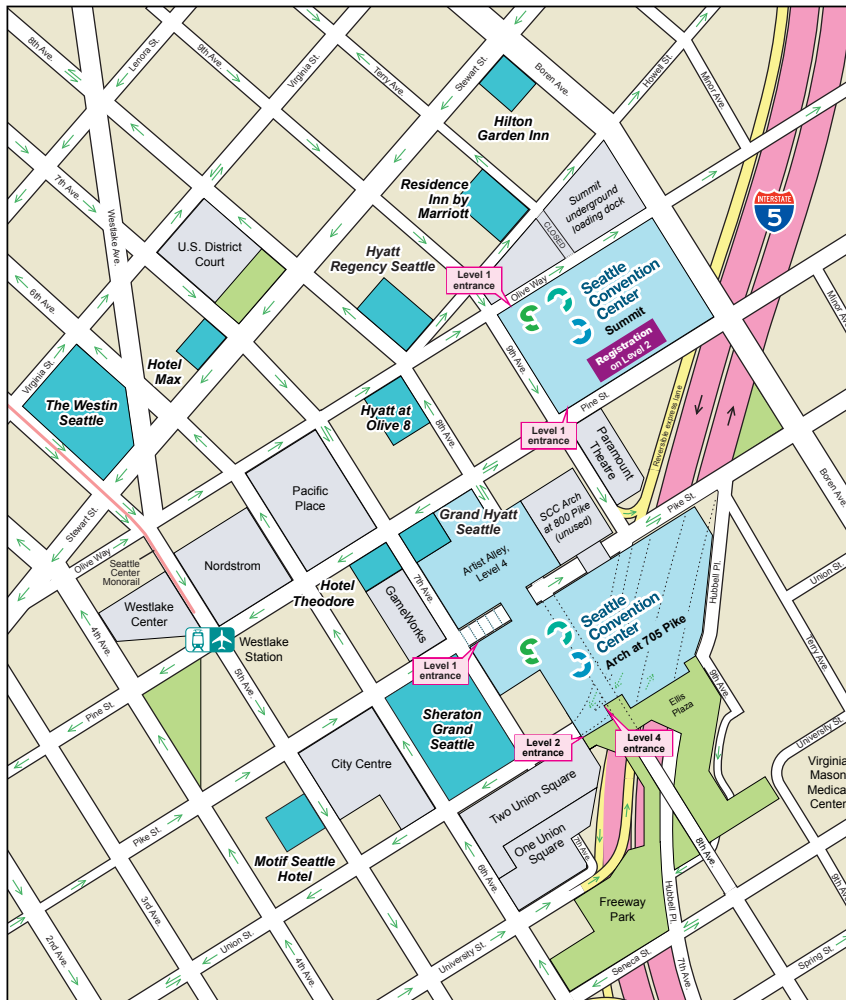 8th Ave.
Lenora St.
9th Ave.
Virginia St.
Terry Ave.
Stewart St.
Boren Ave.
Howell St.
Minor Ave.
Hilton
Garden Inn
7th Ave.
Westlake Ave.
U.S. District
Court
Residence
Inn by
Marriott
Summit
underground
loading dock
CLOSED
INTERSTATE
5
Hyatt
Regency Seattle
Level 1
entrance
Olive Way
Seattle
Convention
Center
Summit
Registration
on Level 2
Minor Ave.
6th Ave.
Virginia St.
Hotel
Max
The Westin
Seattle
Hyatt at
Olive 8
8th Ave.
9th Ave.
Pine St.
Level 1
entrance
Paramount
Theatre
Reversible express lane
Boren Ave.
Pacific
Place
Grand Hyatt
Seattle
SCC Arch
at 800 Pike
(unused)
Pike St.
Stewart St.
Olive Way
Seattle
Center
Monorail
Nordstrom
Artist Alley,
Level 4
7th Ave.
Hotel
Theodore
GameWorks
Westlake
Center
Westlake
Station
Seattle
Convention
Center
Arch at 705 Pike
Hubbell Pl.
Union St.
Terry Ave.
4th Ave.
Level 1
entrance
5th Ave.
Pine St.
9th Ave.
Ellis
Plaza
Sheraton
Grand
Seattle
Level 2
entrance
Level 4
entrance
University St.
City Centre
Virginia
Mason
Medical
Center
Two Union Square
One Union
Square
7th Ave.
Pike St.
Motif Seattle
Hotel
6th Ave.
8th Ave.
Freeway
Park
Hubbell Pl.
9th Ave.
3rd Ave.
Union St.
2nd Ave.
4th Ave.
University St.
Seneca St.
7th Ave.
Spring St.